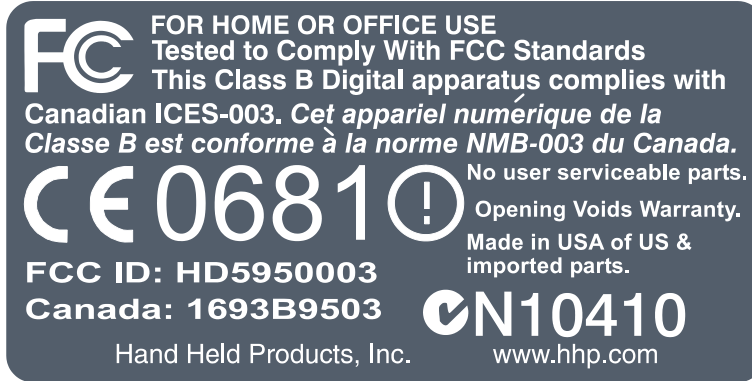 FC FOR HOME OR OFFICE USE
Tested to Comply With FCC Standards
This Class B Digital apparatus complies with
Canadian ICES-003. Cet appariel numérique de la
Classe B est conforme à la norme NMB-003 du Canada.
CE 0681
No user serviceable parts.
Opening Voids Warranty.
Made in USA of US &
imported parts.
FCC ID: HD5950003
Canada: 1693B9503
N10410
Hand Held Products, Inc.
www.hhp.com